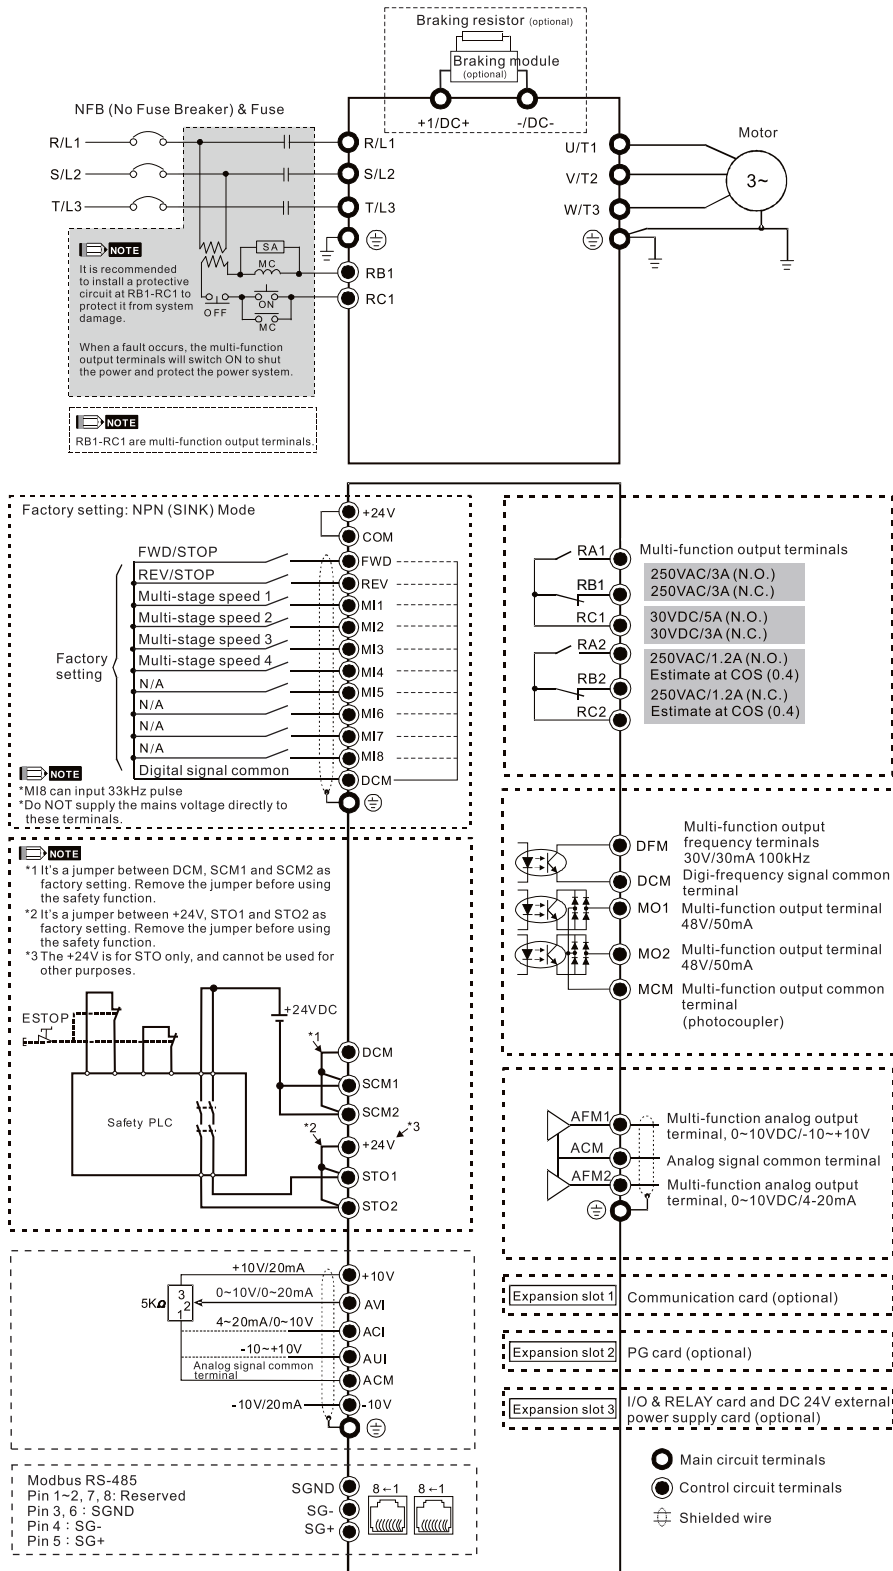 Braking resistor (optional)
Braking module
(optional)
NFB (No Fuse Breaker) & Fuse
+1/DC+
-/DC-
Motor
R/L1
R/L1
U/T1
S/L2
S/L2
V/T2
3~
T/L3
T/L3
W/T3
NOTE
It is recommended
to install a protective
circuit at RB1-RC1 to
protect it from system
damage.
SA
MC
RB1
ON
OFF
MC
RC1
When a fault occurs, the multi-function
output terminals will switch ON to shut
the power and protect the power system.
NOTE
RB1-RC1 are multi-function output terminals.
Factory setting: NPN (SINK) Mode
+24V
COM
FWD/STOP
FWD
REV/STOP
REV
Multi-stage speed 1
MI1
Multi-stage speed 2
MI2
Multi-stage speed 3
MI3
Multi-stage speed 4
MI4
Factory
setting
N/A
MI5
N/A
MI6
N/A
MI7
N/A
MI8
Digital signal common
DCM
NOTE
*MI8 can input 33kHz pulse
*Do NOT supply the mains voltage directly to
these terminals.
RA1
Multi-function output terminals
250VAC/3A (N.O.)
250VAC/3A (N.C.)
RB1
RC1
30VDC/5A (N.O.)
30VDC/3A (N.C.)
RA2
250VAC/1.2A (N.O.)
Estimate at COS (0.4)
RB2
250VAC/1.2A (N.C.)
Estimate at COS (0.4)
RC2
NOTE
*1 It's a jumper between DCM, SCM1 and SCM2 as
factory setting. Remove the jumper before using
the safety function.
*2 It's a jumper between +24V, STO1 and STO2 as
factory setting. Remove the jumper before using
the safety function.
*3 The +24V is for STO only, and cannot be used for
other purposes.
ESTOP
+24VDC
*1
DCM
SCM1
SCM2
Safety PLC
*2
*3
+24V
STO1
STO2
DFM
Multi-function output
frequency terminals
30V/30mA 100kHz
DCM
Digi-frequency signal common
terminal
MO1
Multi-function output terminal
48V/50mA
MO2
Multi-function output terminal
48V/50mA
MCM
Multi-function output common
terminal
(photocoupler)
AFM1
Multi-function analog output
terminal, 0~10VDC/-10~+10V
ACM
Analog signal common terminal
AFM2
Multi-function analog output
terminal, 0~10VDC/4-20mA
+10V/20mA
+10V
5KΩ
3
2
1
0~10V/0~20mA
AVI
4~20mA/0~10V
ACI
-10~+10V
AUI
Analog signal common
terminal
ACM
-10V/20mA
-10V
Expansion slot 1
Communication card (optional)
Expansion slot 2
PG card (optional)
Expansion slot 3
I/O & RELAY card and DC 24V external
power supply card (optional)
Modbus RS-485
Pin 1~2, 7, 8: Reserved
Pin 3, 6 : SGND
Pin 4 : SG-
Pin 5 : SG+
SGND
SG-
SG+
8←1
8←1
Main circuit terminals
Control circuit terminals
Shielded wire